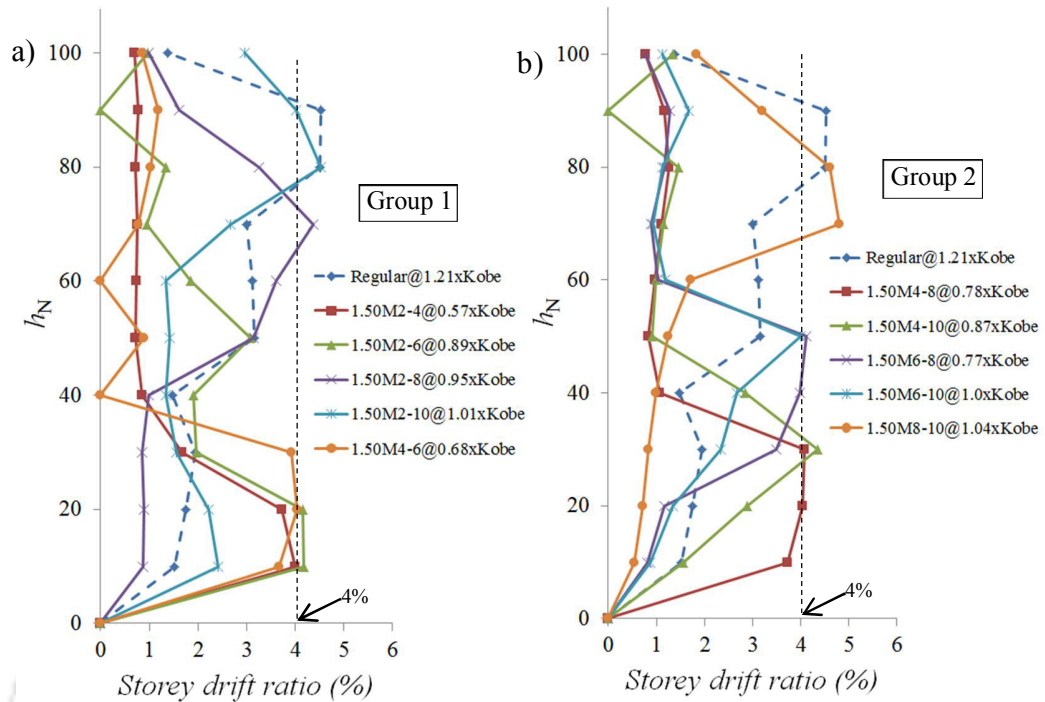 a)
100
80
60
40
20
0
h_N
Group 1
Regular@1.21xKobe
1.50M2-4@0.57xKobe
1.50M2-6@0.89xKobe
1.50M2-8@0.95xKobe
1.50M2-10@1.01xKobe
1.50M4-6@0.68xKobe
4%
0 1 2 3 4 5 6
Storey drift ratio (%)
b)
100
80
60
40
20
0
h_N
Group 2
Regular@1.21xKobe
1.50M4-8@0.78xKobe
1.50M4-10@0.87xKobe
1.50M6-8@0.77xKobe
1.50M6-10@1.0xKobe
1.50M8-10@1.04xKobe
4%
0 1 2 3 4 5 6
Storey drift ratio (%)